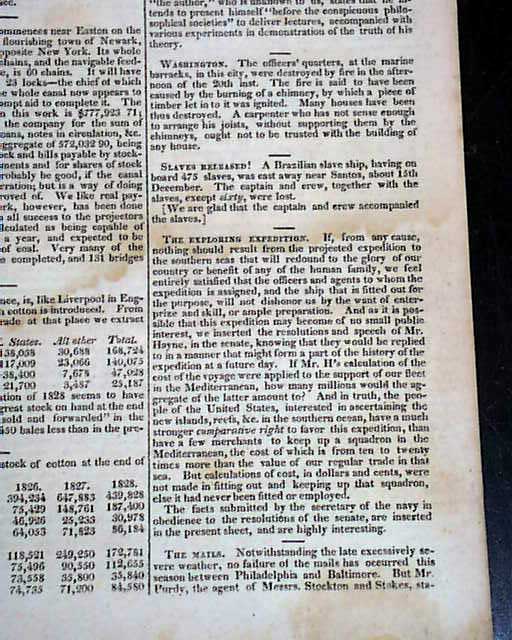 ommences near Easton on the
flourishing town of Newark,
pposite New York. Its whole
chains, and the navigable feed-
e, is 60 chains. It will have
23 locks—the chief of which
e whole canal now appears to
ompt aid to complete it. The
n this work is $777,923 71;
the company for the sum of
oans, notes in circulation, &c.
aggregate of 572,032 90, being
ock and bills payable by stock-
ments and for shares of stock
probably be good, if the canal
eration; but is a way of doing
roved of. We like real pay-
rk, however, has been done
all success to the projectors
lculated as being capable of
a year, and expected to be
of coal. Very many of the
e completed, and 131 bridges
ence, is, like Liverpool in Eng-
h cotton is introduced. From
rade at that place we extract
States. All other Total.
138,038 30,688 168,724
117,009 23,066 140,075
38,400 7,678 47,028
21,700 3,487 25,187
ation of 1828 seems to have
great stock on hand at the end
sold and forwarded" in the
450 bales less than in the pre-
stock of cotton at the end of
1826. 1827. 1828.
394,234 647,883 439,828
75,429 148,761 187,400
46,926 25,233 30,978
64,053 71,823 86,184
118,521 249,250 172,781
75,496 90,550 112,655
73,558 35,800 35,840
74,735 71,200 84,580
"the author," who is unknown to us, states that he in-
tends to present himself "before the conspicuous philo-
sophical societies" to deliver lectures, accompanied with
various experiments in demonstration of the truth of his
theory.
WASHINGTON. The officers' quarters, at the marine
barracks, in this city, were destroyed by fire in the after-
noon of the 20th inst. The fire is said to have been
caused by the burning of a chimney, by which a piece of
timber let in to it was ignited. Many houses have been
thus destroyed. A carpenter who has not sense enough
to arrange his joists, without supporting them by the
chimneys, ought not to be trusted with the building of
any house.
SLAVES RELEASED! A Brazilian slave ship, having on
board 475 slaves, was cast away near Santos, about 15th
December. The captain and crew, together with the
slaves, except sixty, were lost.
[We are glad that the captain and crew accompanied
the slaves.]
THE EXPLORING EXPEDITION. If, from any cause,
nothing should result from the projected expedition to
the southern seas that will redound to the glory of our
country or benefit of any of the human family, we feel
entirely satisfied that the officers and agents to whom the
expedition is assigned, and the ship that is fitted out for
the purpose, will not dishonor us by the want of enter-
prize and skill, or ample preparation. And as it is pos-
sible that this expedition may become of no small public
interest, we inserted the resolutions and speech of Mr.
Hayne, in the senate, knowing that they would be replied
to in a manner that might form a part of the history of the
expedition at a future day. If Mr. H's calculation of the
cost of the voyage were applied to the support of our fleet
in the Mediterranean, how many millions would the ag-
gregate of the latter amount to? And in truth, the peo-
ple of the United States, interested in ascertaining the
new islands, reefs, &c. in the southern ocean, have a much
stronger comparative right to favor this expedition, than
have a few merchants to keep up a squadron in the
Mediterranean, the cost of which is from ten to twenty
times more than the value of our regular trade in that
sea. But calculations of cost, in dollars and cents, were
not made in fitting out and keeping up that squadron,
else it had never been fitted or employed.
The facts submitted by the secretary of the navy in
obedience to the resolutions of the senate, are inserted
in the present sheet, and are highly interesting.
THE MAILS. Notwithstanding the late excessively se-
vere weather, no failure of the mails has occurred this
season between Philadelphia and Baltimore. But Mr.
Purdy, the agent of Messrs. Stockton and Stokes, sta-